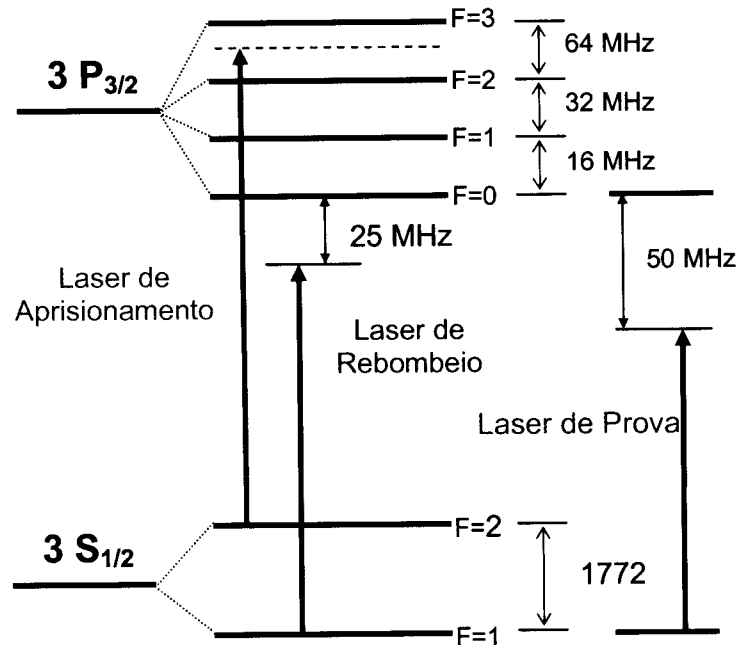 F=3
64 MHz
3 P3/2
F=2
32 MHz
F=1
16 MHz
F=0
25 MHz
50 MHz
Laser de
Aprisionamento
Laser de
Rebombeio
Laser de Prova
F=2
3 S1/2
1772
F=1